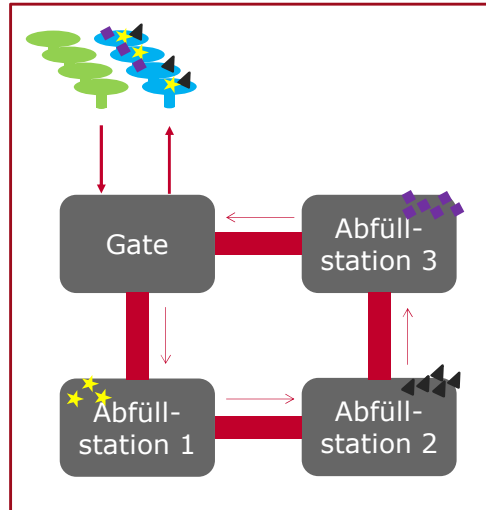 Gate
Abfüll-
station 3
Abfüll-
station 1
Abfüll-
station 2